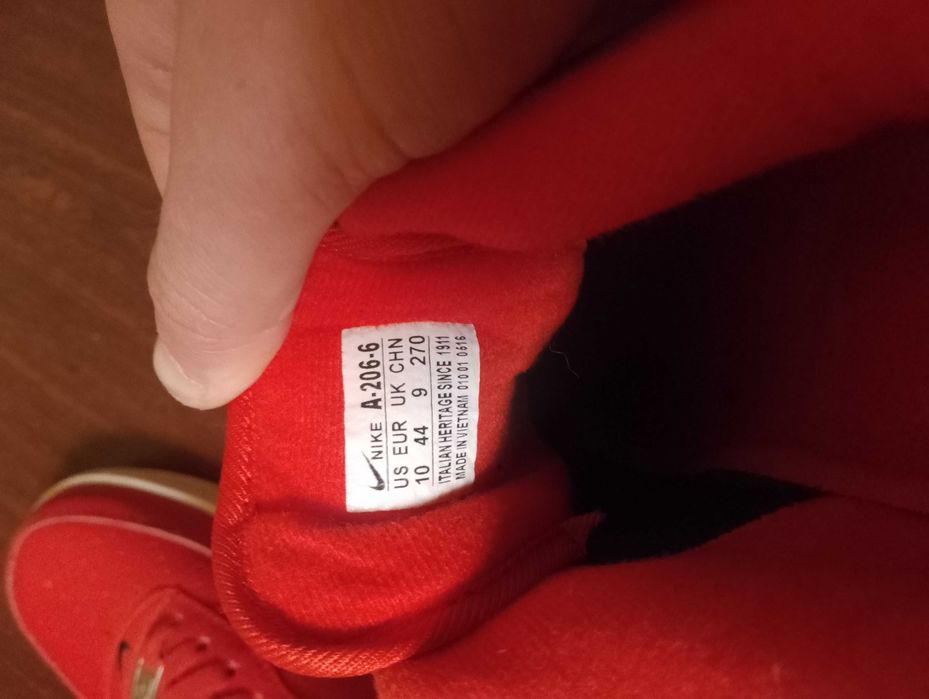 NIKE A-206-6
US EUR UK CHN
10 44 9 270
ITALIAN HERITAGE SINCE 1911
MADE IN VIETNAM 010 01 0616